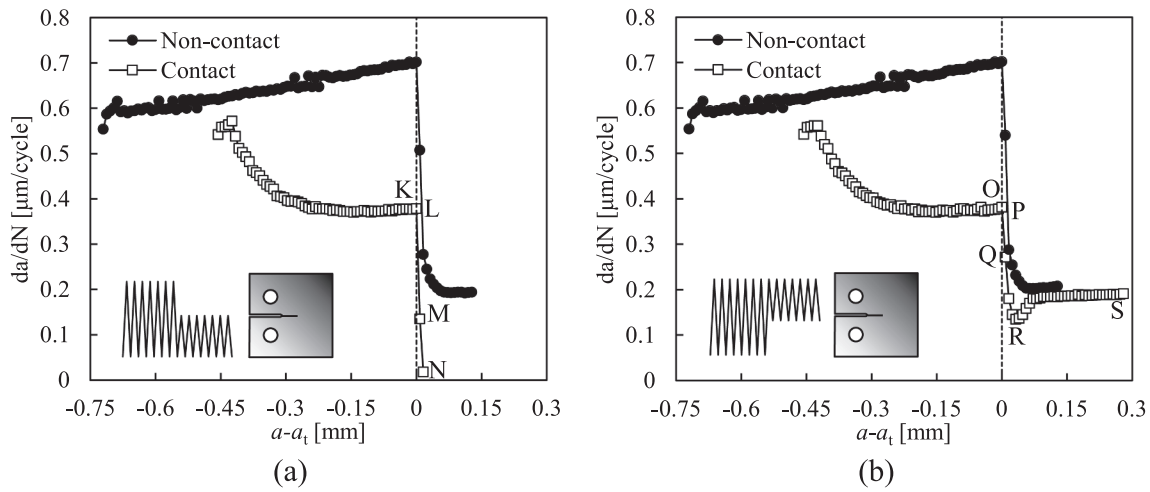 0.8
0.7
0.6
0.5
0.4
0.3
0.2
0.1
0
da/dN [μm/cycle]
Non-contact
Contact
K
L
M
N
-0.75 -0.6 -0.45 -0.3 -0.15 0 0.15 0.3
a-at [mm]
(a)
0.8
0.7
0.6
0.5
0.4
0.3
0.2
0.1
0
da/dN [μm/cycle]
Non-contact
Contact
O
P
Q
R
S
-0.75 -0.6 -0.45 -0.3 -0.15 0 0.15 0.3
a-at [mm]
(b)